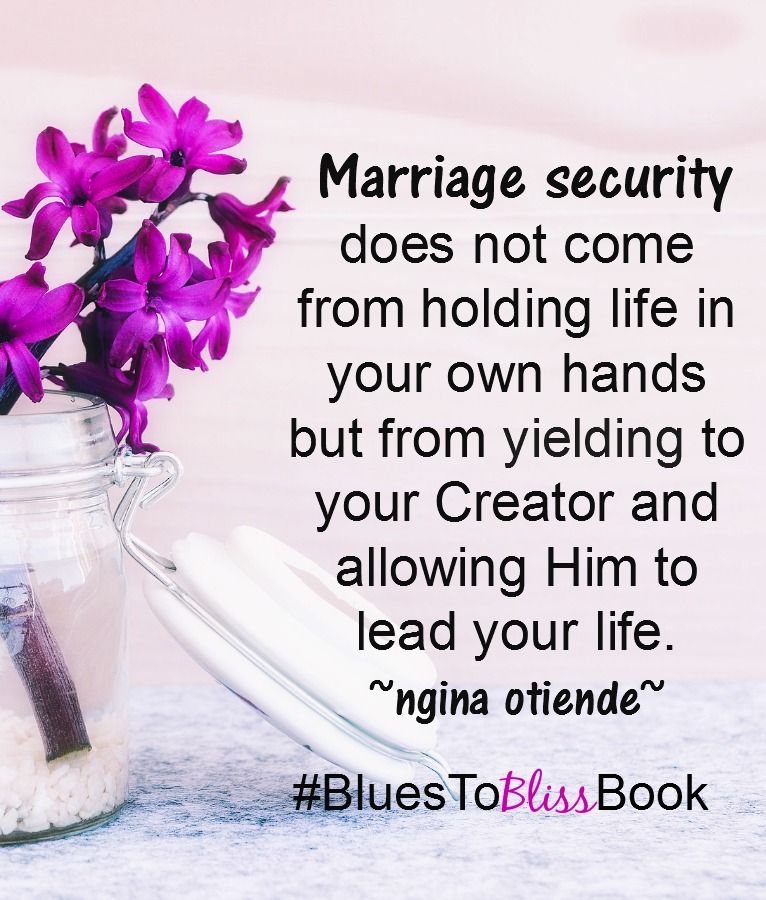 Marriage security
does not come
from holding life in
your own hands
but from yielding to
your Creator and
allowing Him to
lead your life.
~ngina otiende~
#BluesToBlissBook